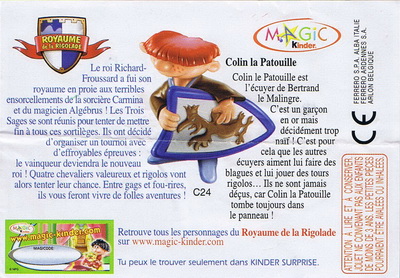 ROYAUME
de la RIGOLADE
MAGIC
Kinder
Le roi Richard-
Froussard a fui son
royaume en proie aux terribles
ensorcellements de la sorcière Carmina
et du magicien Algébrus ! Les Trois
Sages se sont réunis pour tenter de mettre
fin à tous ces sortilèges. Ils ont décidé
d'organiser un tournoi avec
d'effroyables épreuves :
le vainqueur deviendra le nouveau
roi ! Quatre chevaliers valeureux et rigolos vont
alors tenter leur chance. Entre gags et fou-rires,
ils vous feront vivre de folles aventures !
Colin la Patouille
Colin le Patouille est
l'écuyer de Bertrand
le Malingre.
C'est un garçon
en or mais
décidément trop
naïf ! C'est pour
cela que les autres
écuyers aiment lui faire des
blagues et lui jouer des tours
rigolos... Ils ne sont jamais
déçus, car Colin la Patouille
tombe toujours dans
le panneau !
C24
MAGIC
Kinder
www.magic-kinder.com
MAGICODE
Retrouve tous les personnages du Royaume de la Rigolade
sur www.magic-kinder.com
Tu peux le trouver seulement dans KINDER SURPRISE.
FERRERO S.P.A. ALBA ITALIE
FERRERO ARDENNES S.A.
ARLON BELGIQUE
CE
ATTENTION, A LIRE ET A CONSERVER:
JOUET NE CONVENANT PAS AUX ENFANTS
DE MOINS DE 3 ANS. LES PETITES PIECES
POURRAIENT ETRE AVALEES OU INHALEES.